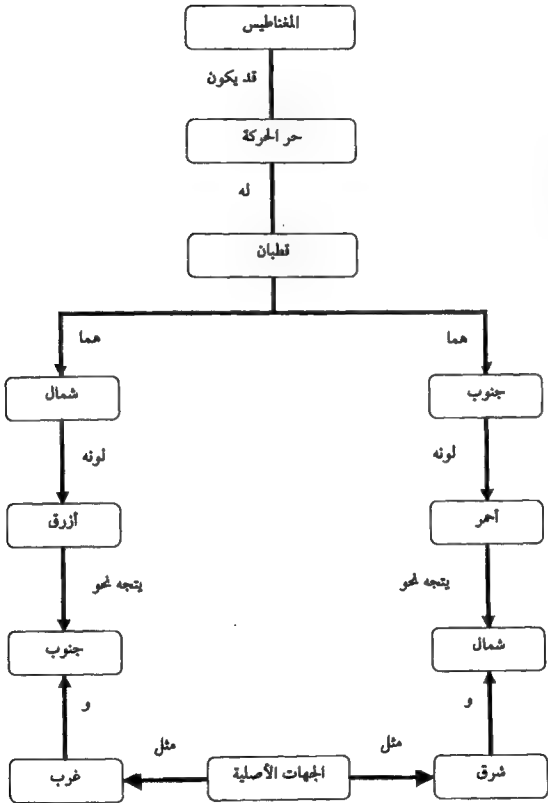 المغناطيس
قد يكون
حر الحركة
له
قطبان
هما
هما
جنوب
شمال
لونه
لونه
أحمر
أزرق
يتجه نحو
يتجه نحو
شمال
جنوب
و
و
مثل
مثل
شرق
الجهات الأصلية
غرب